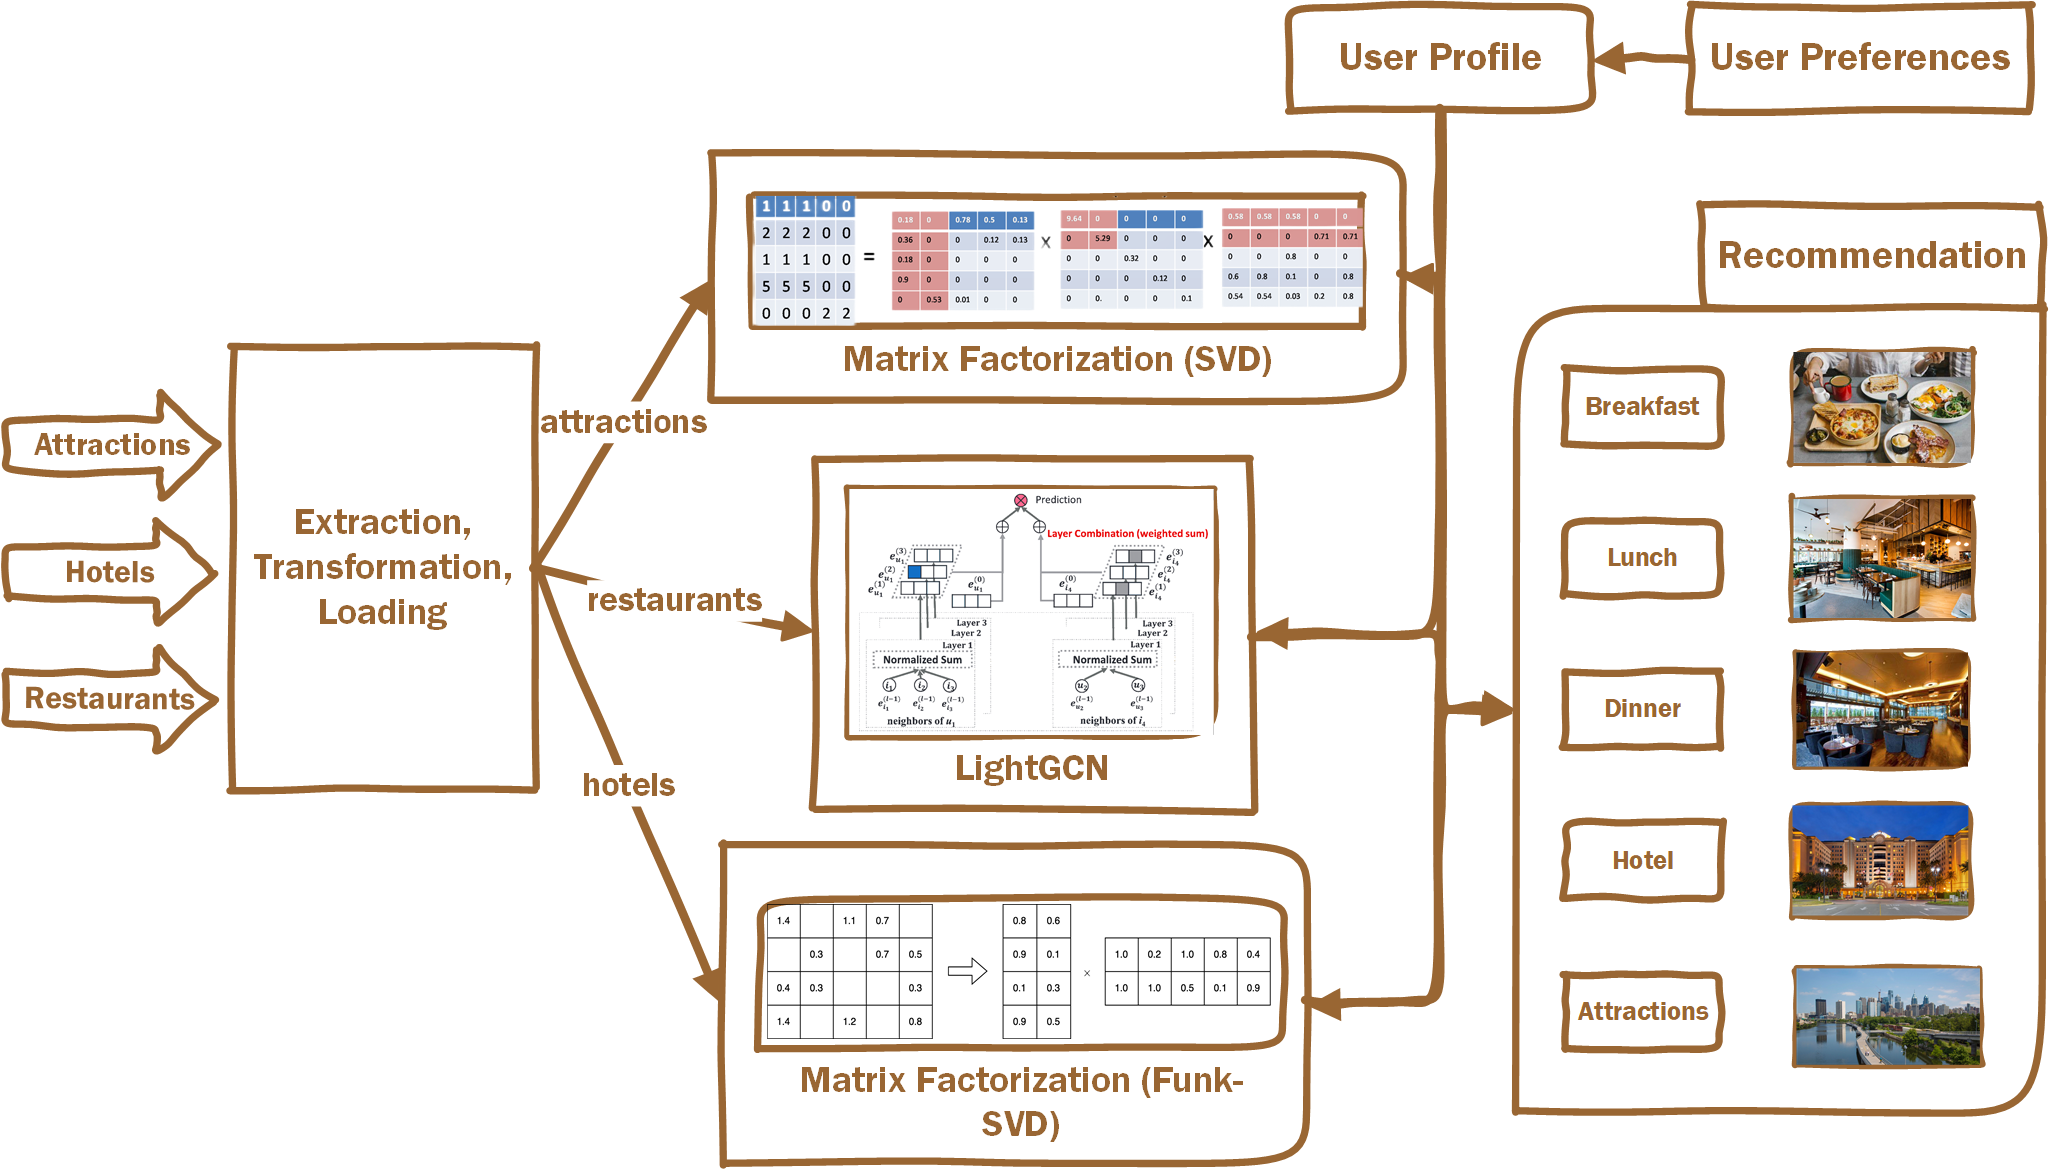 User Profile
User Preferences
1 1 1 0 0
2 2 2 0 0
1 1 1 0 0
5 5 5 0 0
0 0 0 2 2
=
0.18 0 0.78 0.5 0.13
0.36 0 0 0.12 0.13
0.18 0 0 0 0
0.9 0 0 0 0
0 0.53 0.01 0 0
x
9.64 0 0 0 0
0 5.29 0 0 0
0 0 0.32 0 0
0 0 0 0.12 0
0 0. 0 0 0.1
X
0.58 0.58 0.58 0 0
0 0 0 0.71 0.71
0 0 0.8 0 0
0.6 0.8 0.1 0 0.8
0.54 0.54 0.03 0.2 0.8
Matrix Factorization (SVD)
Recommendation
Attractions
Hotels
Restaurants
Extraction,
Transformation,
Loading
attractions
restaurants
hotels
Prediction
Layer Combination (weighted sum)
e_{u_1}^{(3)}
e_{u_1}^{(2)}
e_{u_1}^{(1)}
e_{u_1}^{(0)}
e_{i_4}^{(0)}
e_{i_4}^{(3)}
e_{i_4}^{(2)}
e_{i_4}^{(1)}
Layer 3
Layer 2
Layer 1
Normalized Sum
i_1 i_2 i_3
e_{i_1}^{(l-1)} e_{i_2}^{(l-1)} e_{i_3}^{(l-1)}
neighbors of u_1
Layer 3
Layer 2
Layer 1
Normalized Sum
u_2 u_3
e_{u_2}^{(l-1)} e_{u_3}^{(l-1)}
neighbors of i_4
LightGCN
1.4 1.1 0.7
0.3 0.7 0.5
0.4 0.3 0.3
1.4 1.2 0.8
0.8 0.6
0.9 0.1
0.1 0.3
0.9 0.5
×
1.0 0.2 1.0 0.8 0.4
1.0 1.0 0.5 0.1 0.9
Matrix Factorization (Funk-
SVD)
Breakfast
Lunch
Dinner
Hotel
Attractions